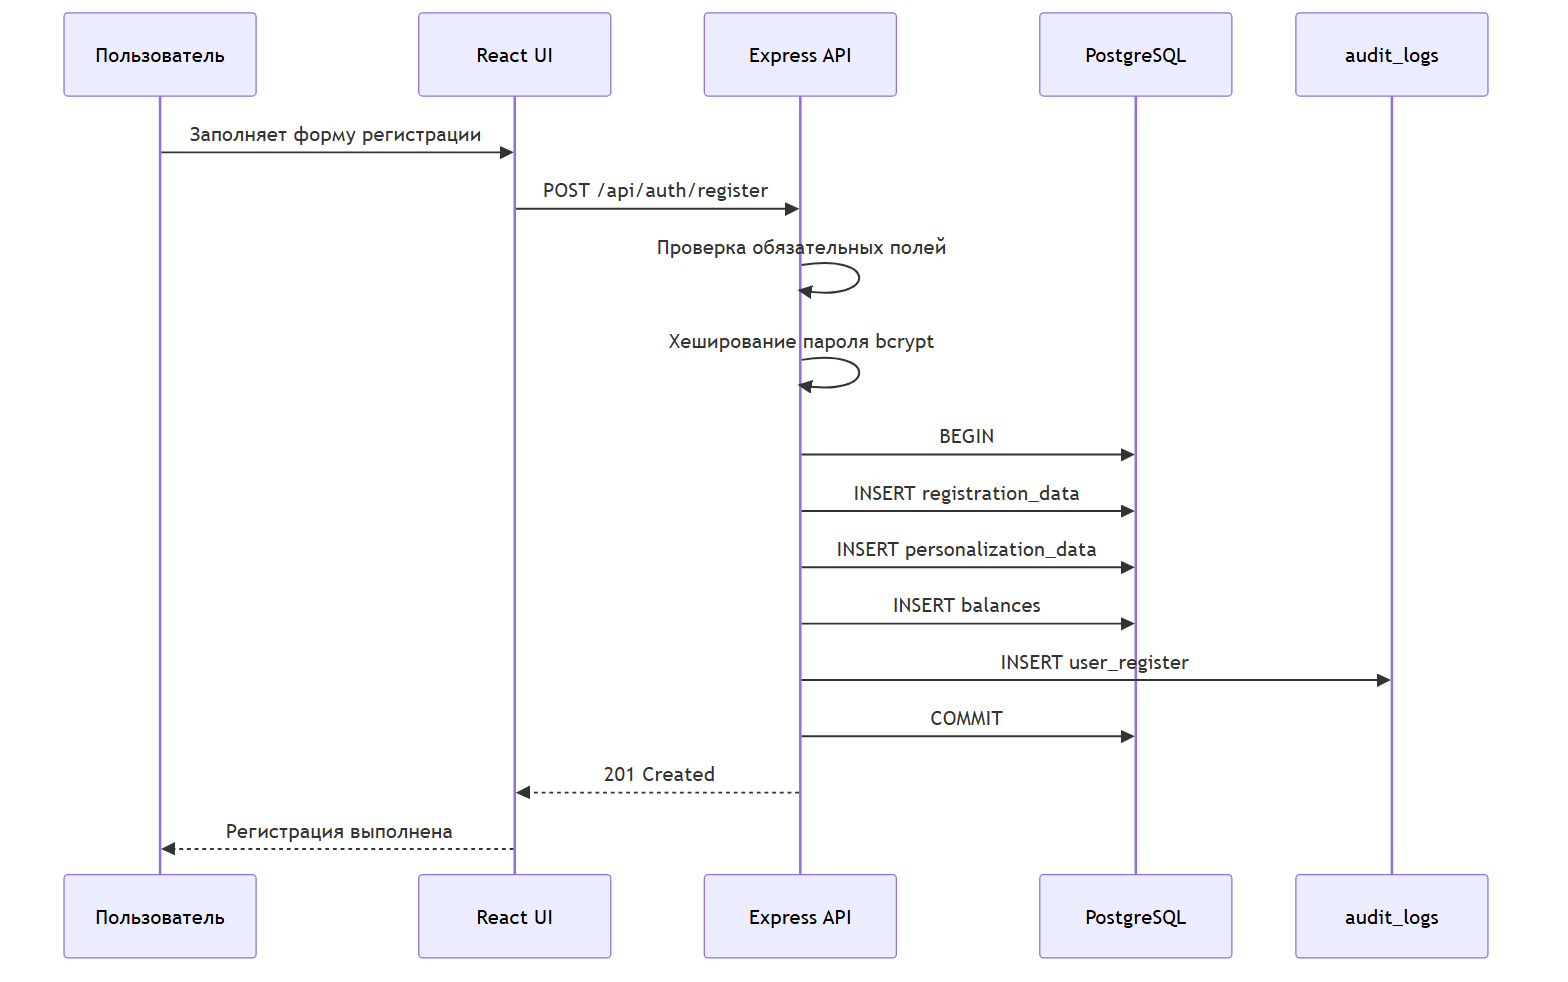 Пользователь
React UI
Express API
PostgreSQL
audit_logs
Заполняет форму регистрации
POST /api/auth/register
Проверка обязательных полей
Хеширование пароля bcrypt
BEGIN
INSERT registration_data
INSERT personalization_data
INSERT balances
INSERT user_register
COMMIT
201 Created
Регистрация выполнена
Пользователь
React UI
Express API
PostgreSQL
audit_logs